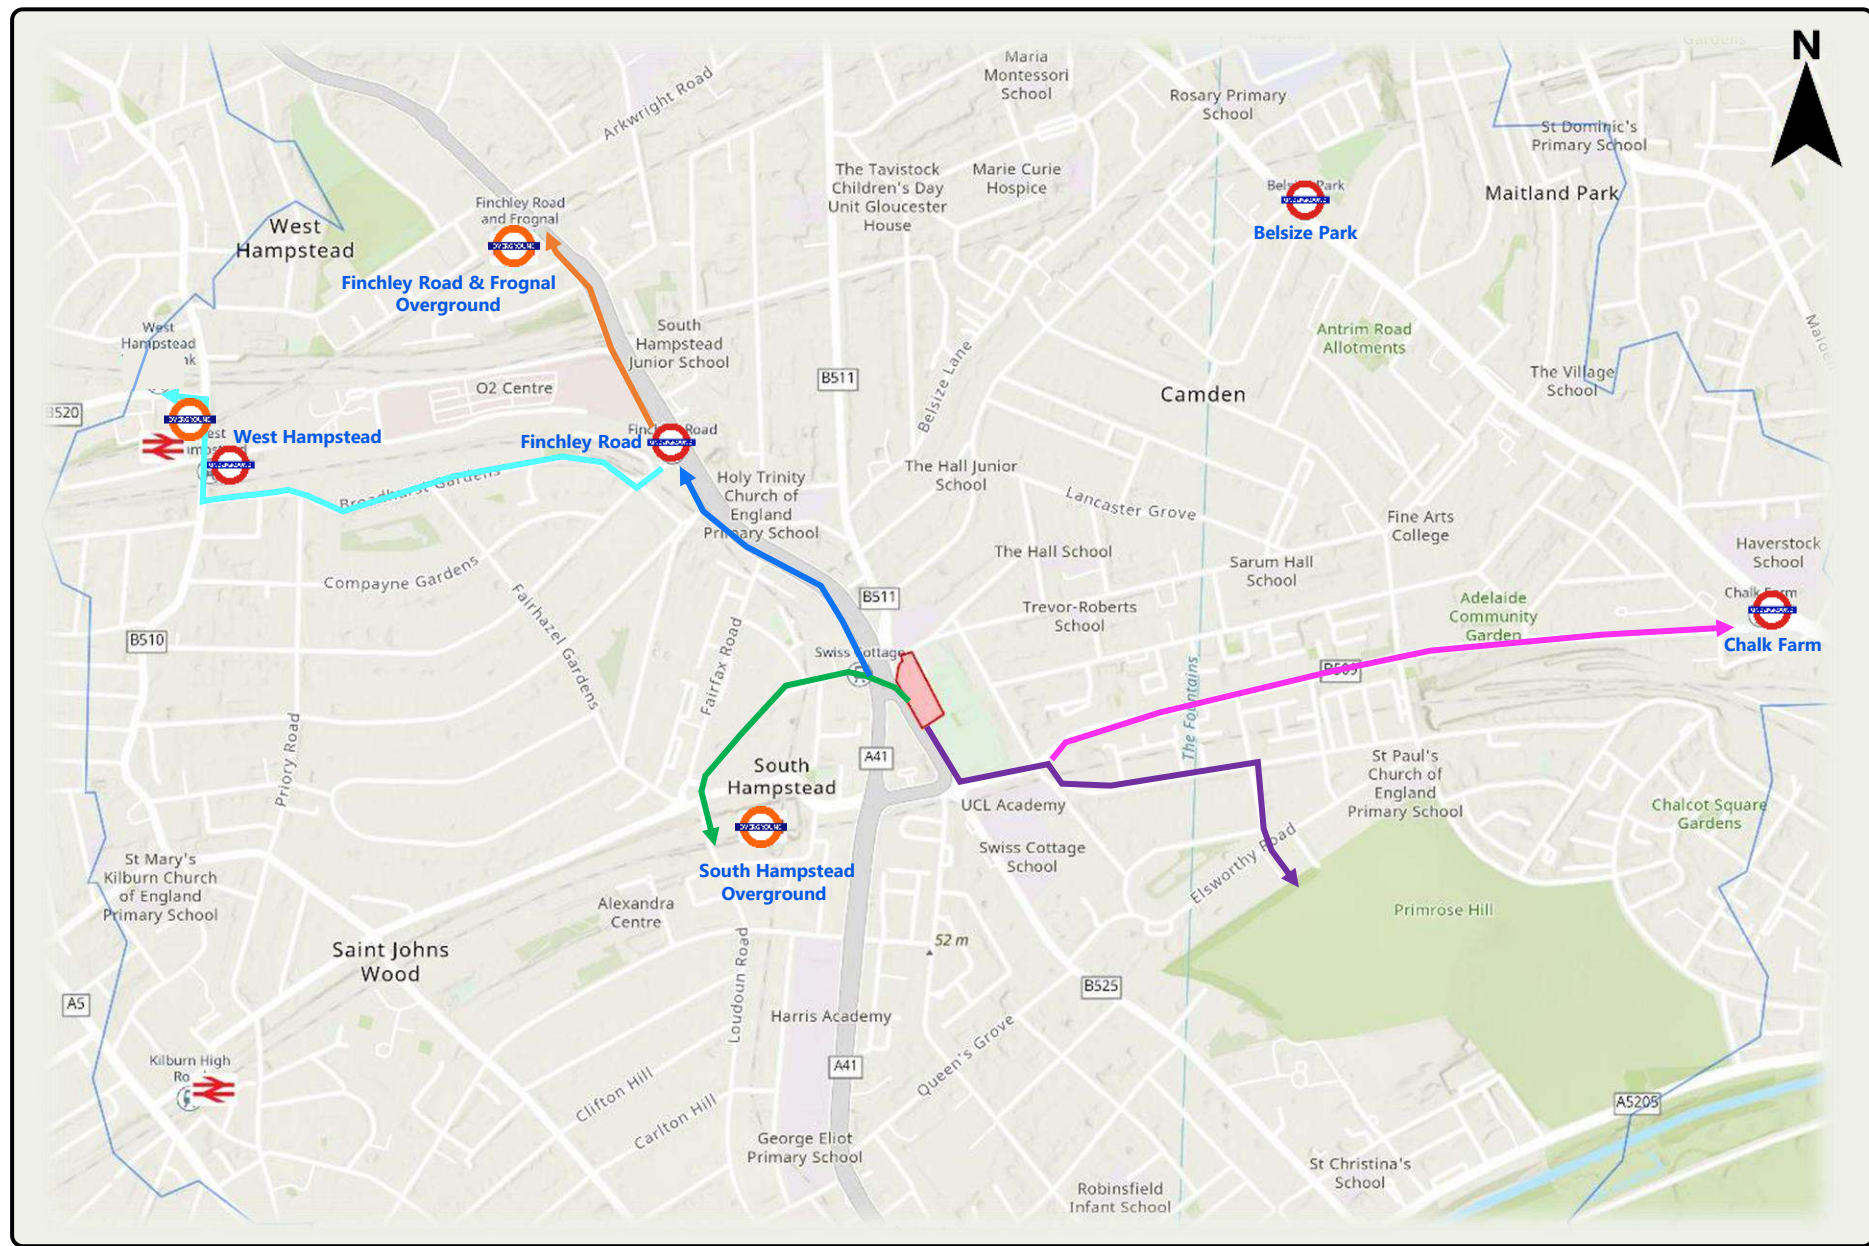 N
Maria
Montessori
School
Rosary Primary
School
St Dominic's
Primary School
Arkwright Road
The Tavistock
Children's Day
Unit Gloucester
House
Marie Curie
Hospice
Belsize Park
Maitland Park
Finchley Road
and Frognal
OVERGROUND
Finchley Road & Frognal
Overground
West
Hampstead
West
Hampstead
South
Hampstead
Junior School
Antrim Road
Allotments
The Village
School
O2 Centre
B511
Belsize Lane
Camden
B520
OVERGROUND
West Hampstead
Finchley Road
Broadhurst Gardens
Holy Trinity
Church of
England
Primary School
The Hall Junior
School
Lancaster Grove
Fine Arts
College
The Hall School
Sarum Hall
School
Haverstock
School
Compayne Gardens
Fairhazel Gardens
B511
Trevor-Roberts
School
Adelaide
Community
Garden
Chalk Farm
Chalk Farm
B510
Fairfax Road
Swiss Cottage
B509
The Fountains
Priory Road
A41
South
Hampstead
OVERGROUND
South Hampstead
Overground
UCL Academy
Swiss Cottage
School
St Paul's
Church of
England
Primary School
Chalcot Square
Gardens
Elsworthy Road
St Mary's
Kilburn Church
of England
Primary School
Alexandra
Centre
Primrose Hill
Saint Johns
Wood
52 m
Loudoun Road
B525
A5
Harris Academy
Queen's Grove
Kilburn High
A41
Clifton Hill
Carlton Hill
A5205
George Eliot
Primary School
St Christina's
School
Robinsfield
Infant School